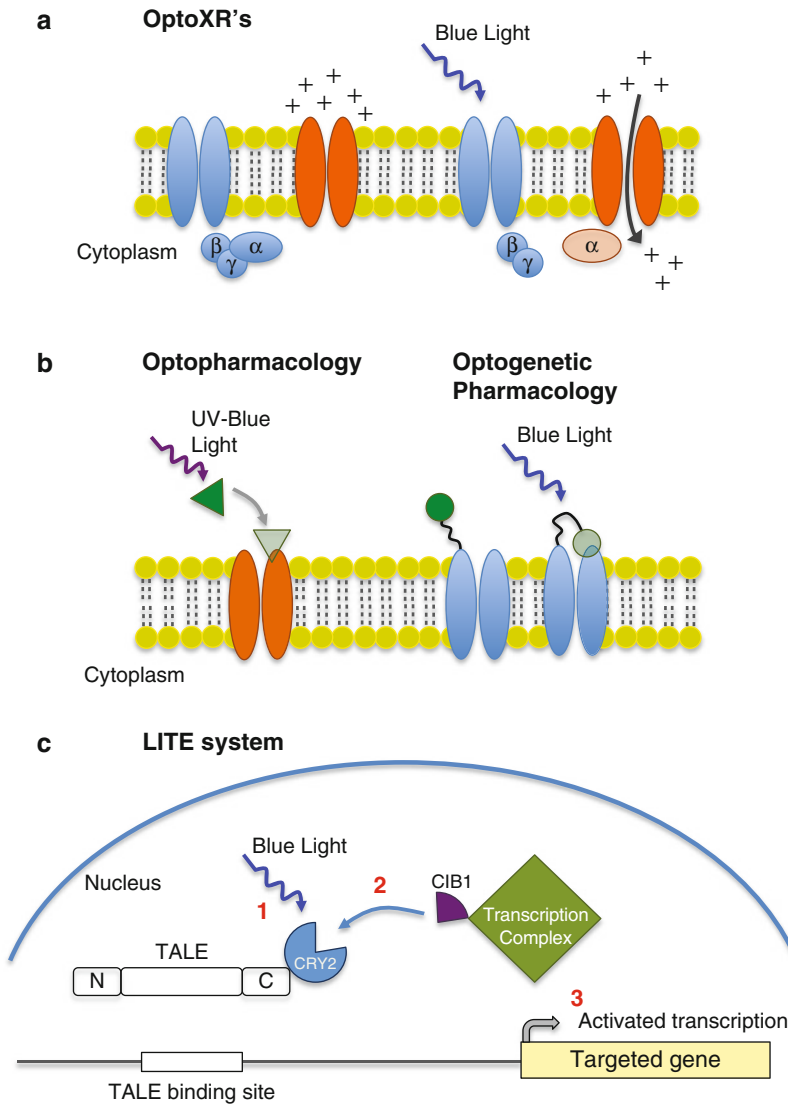 a OptoXR's
Blue Light
+ + + + + +
+ + + +
β γ α
β γ
α
+ + + +
Cytoplasm
b Optopharmacology
Optogenetic
Pharmacology
UV-Blue
Light
Blue Light
Cytoplasm
c LITE system
Blue Light
Nucleus
1
2
CIB1
Transcription
Complex
CRY2
TALE
N
C
3
Activated transcription
Targeted gene
TALE binding site